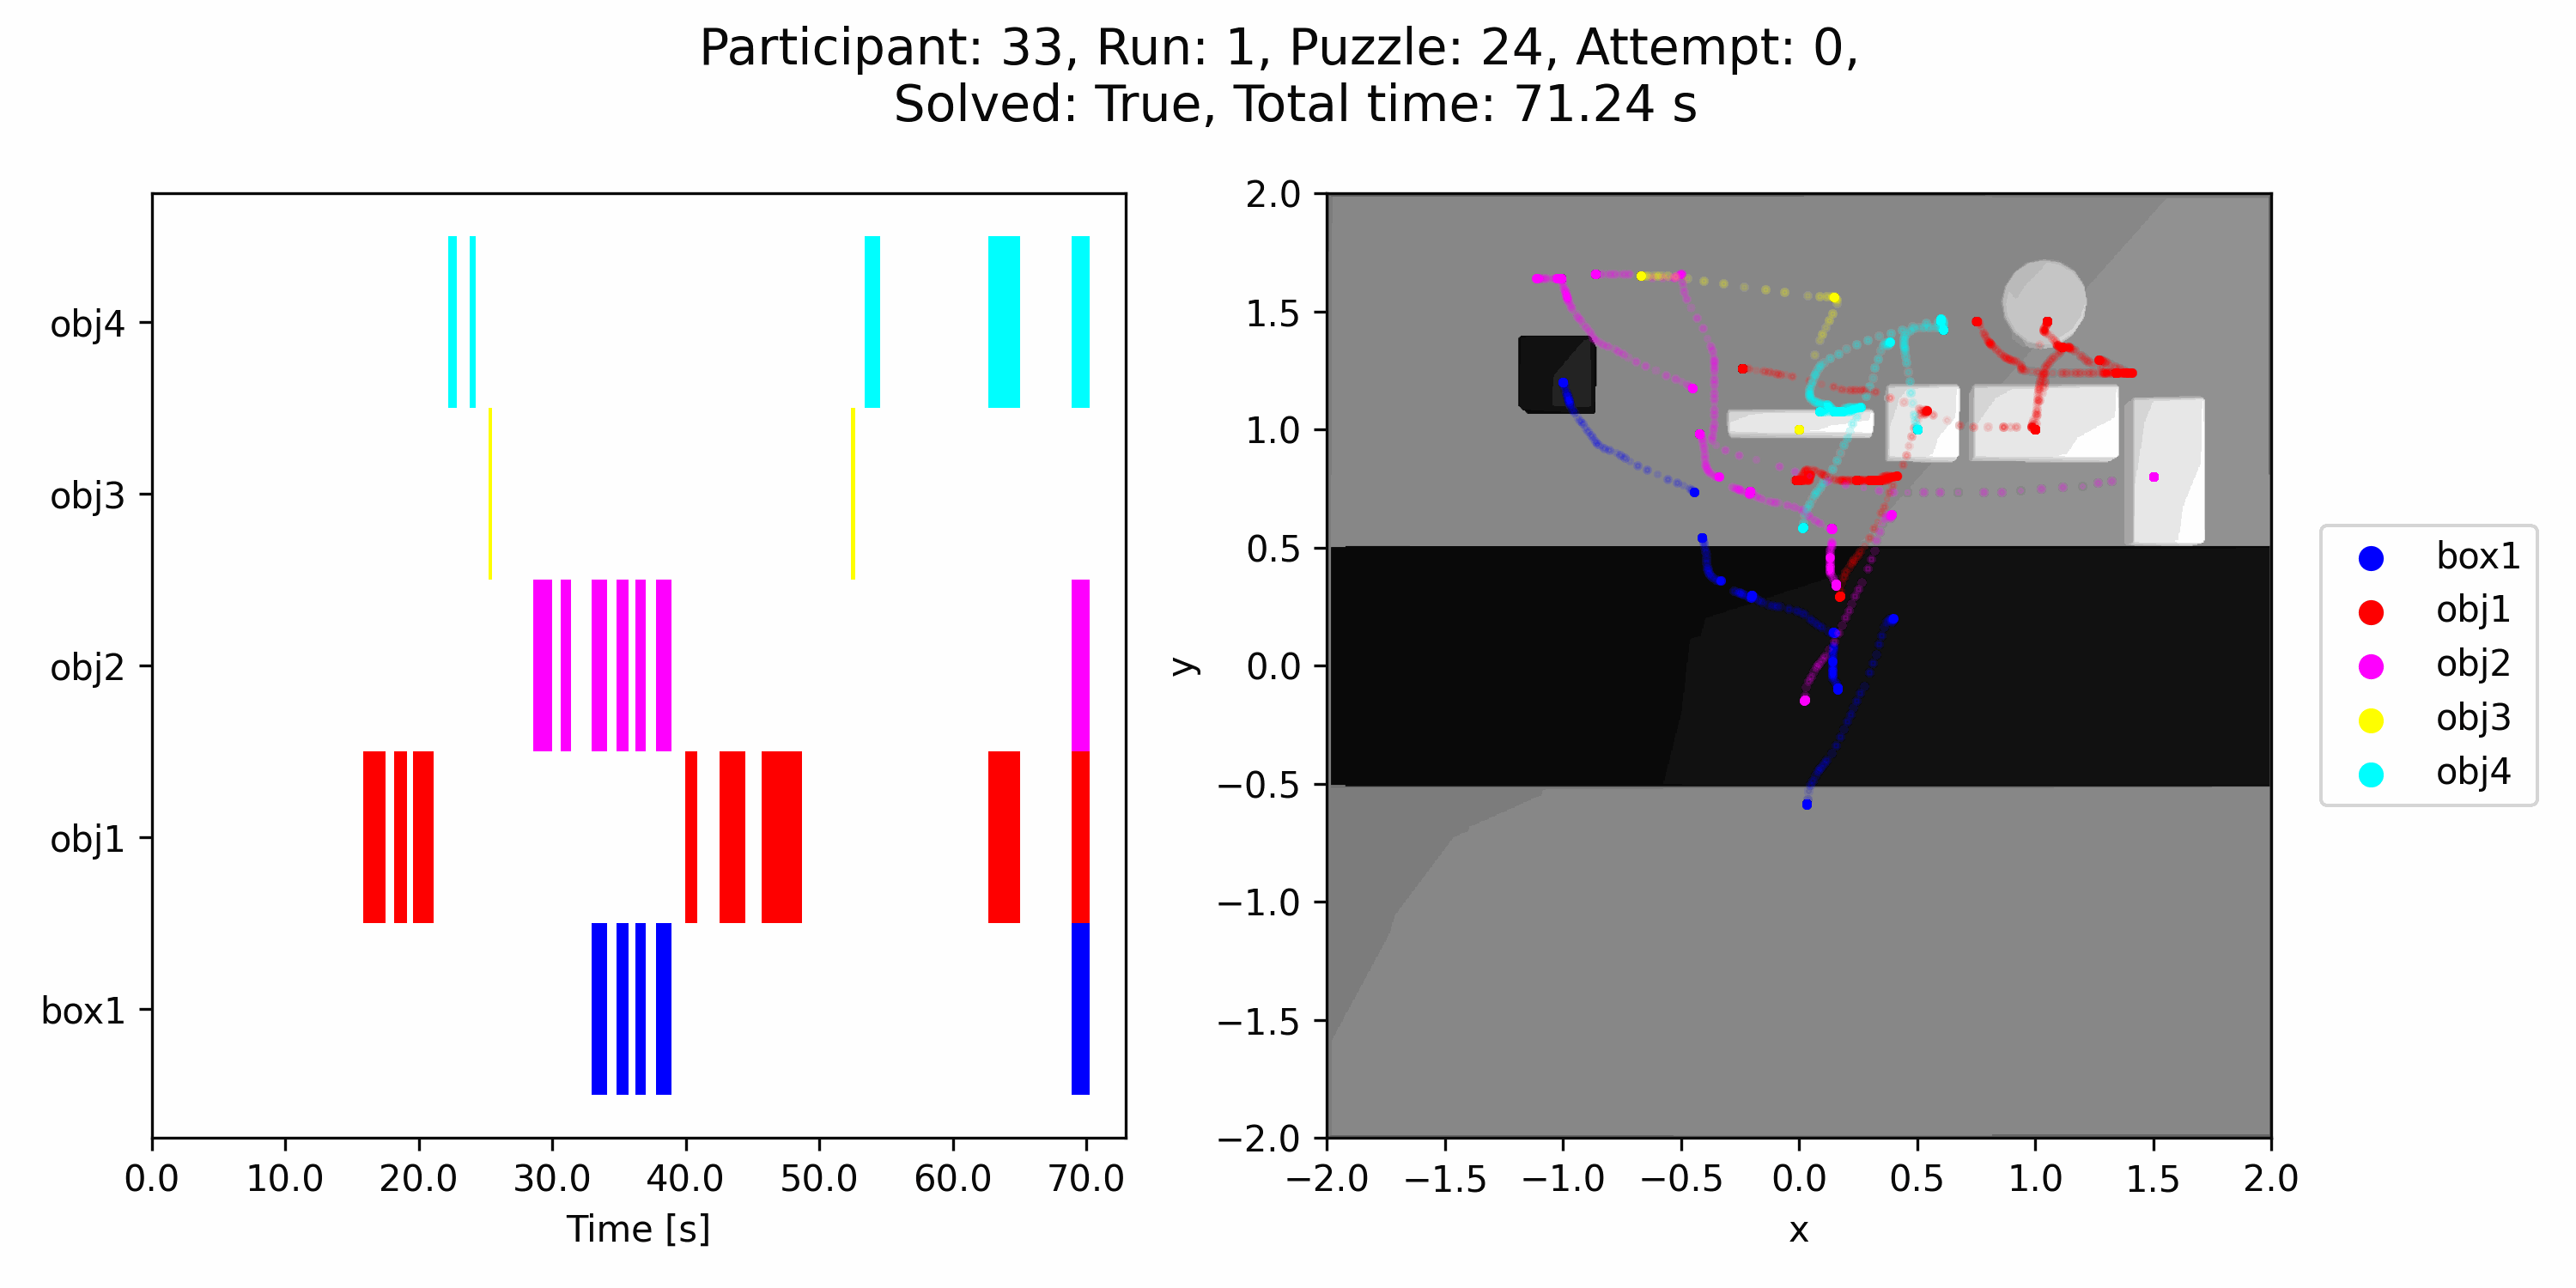 Participant: 33, Run: 1, Puzzle: 24, Attempt: 0,
Solved: True, Total time: 71.24 s
obj4
obj3
obj2
obj1
box1
0.0 10.0 20.0 30.0 40.0 50.0 60.0 70.0
Time [s]
2.0
1.5
1.0
0.5
0.0
−0.5
−1.0
−1.5
−2.0
y
−2.0 −1.5 −1.0 −0.5 0.0 0.5 1.0 1.5 2.0
x
box1
obj1
obj2
obj3
obj4